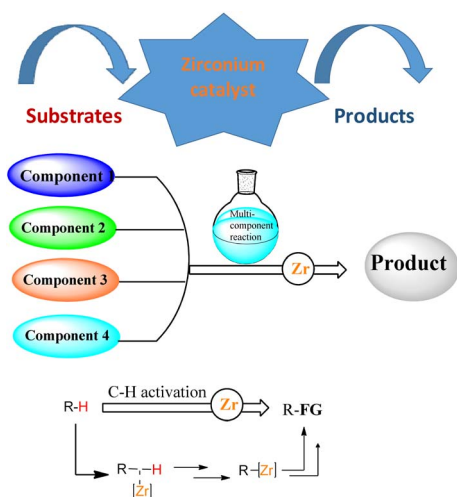 Zirconium
catalyst
Substrates
Products
Component
Component 2
Component 3
Component 4
Multi-
component
reaction
Zr
Product
C-H activation
R-H
Zr
R-FG
R--H
[Zr]
R-[Zr]